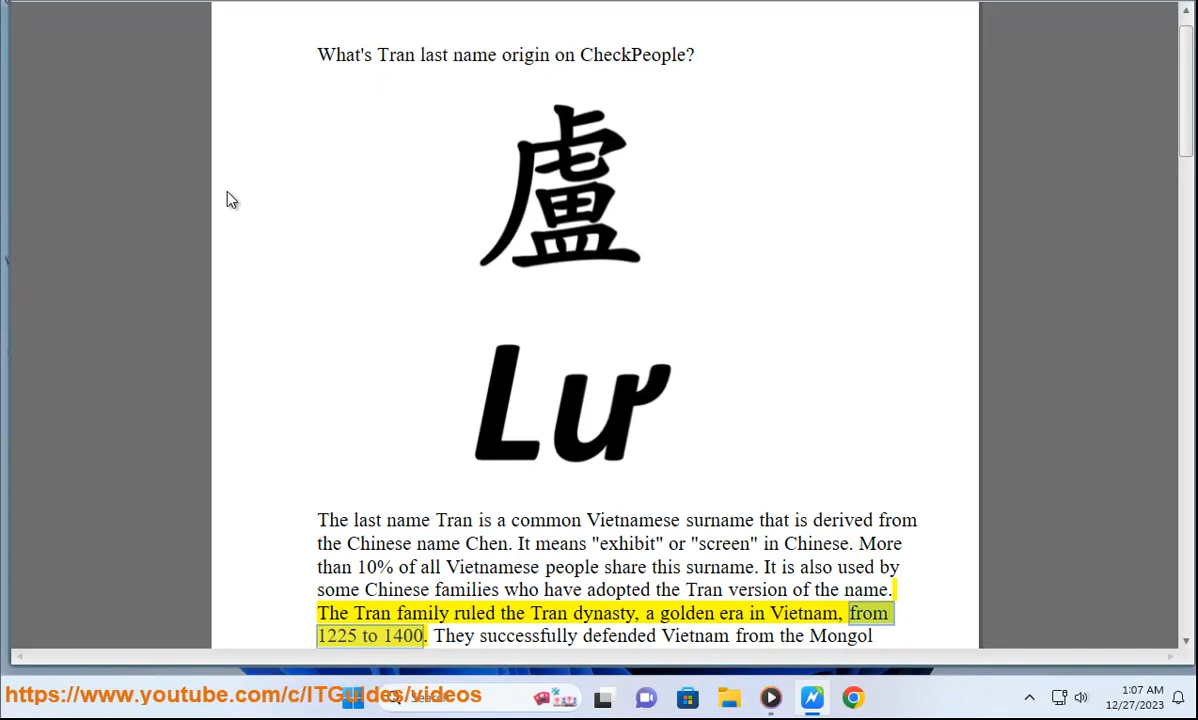 What's Tran last name origin on CheckPeople?
盧
Lư
The last name Tran is a common Vietnamese surname that is derived from
the Chinese name Chen. It means "exhibit" or "screen" in Chinese. More
than 10% of all Vietnamese people share this surname. It is also used by
some Chinese families who have adopted the Tran version of the name.
The Tran family ruled the Tran dynasty, a golden era in Vietnam, from
1225 to 1400. They successfully defended Vietnam from the Mongol
https://www.youtube.com/c/ITGuides/videos
1:07 AM
12/27/2023